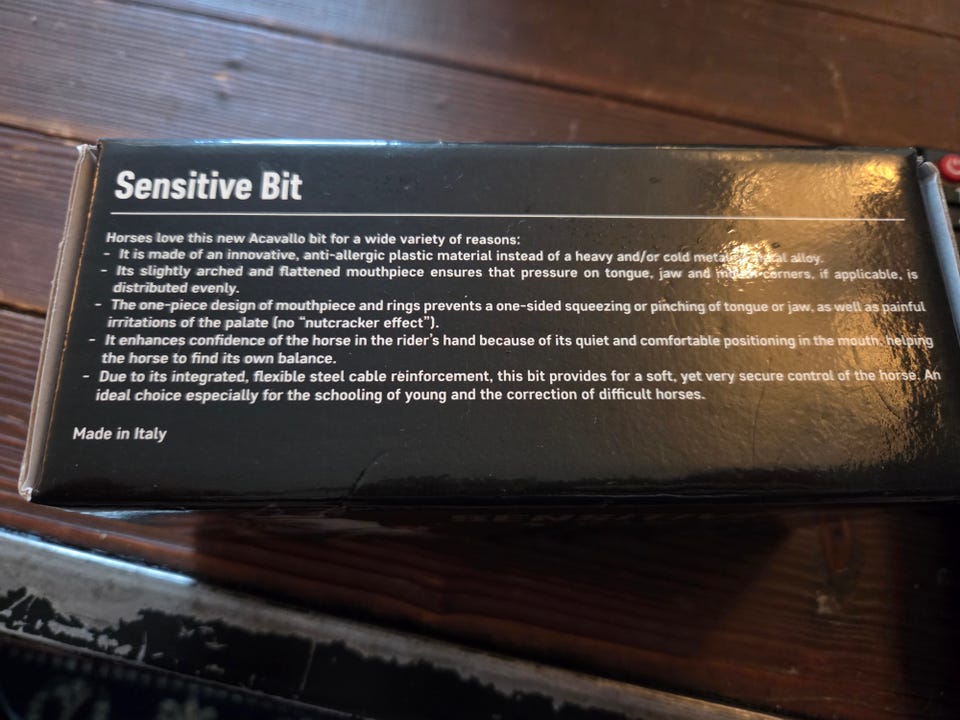 Sensitive Bit
Horses love this new Acavallo bit for a wide variety of reasons:
- It is made of an innovative, anti-allergic plastic material instead of a heavy and/or cold metal alloy.
- Its slightly arched and flattened mouthpiece ensures that pressure on tongue, jaw and corners, if applicable, is
distributed evenly.
- The one-piece design of mouthpiece and rings prevents a one-sided squeezing or pinching of tongue or jaw, as well as painful
irritations of the palate (no "nutcracker effect").
- It enhances confidence of the horse in the rider's hand because of its quiet and comfortable positioning in the mouth, helping
the horse to find its own balance.
- Due to its integrated, flexible steel cable reinforcement, this bit provides for a soft, yet very secure control of the horse. An
ideal choice especially for the schooling of young and the correction of difficult horses.
Made in Italy